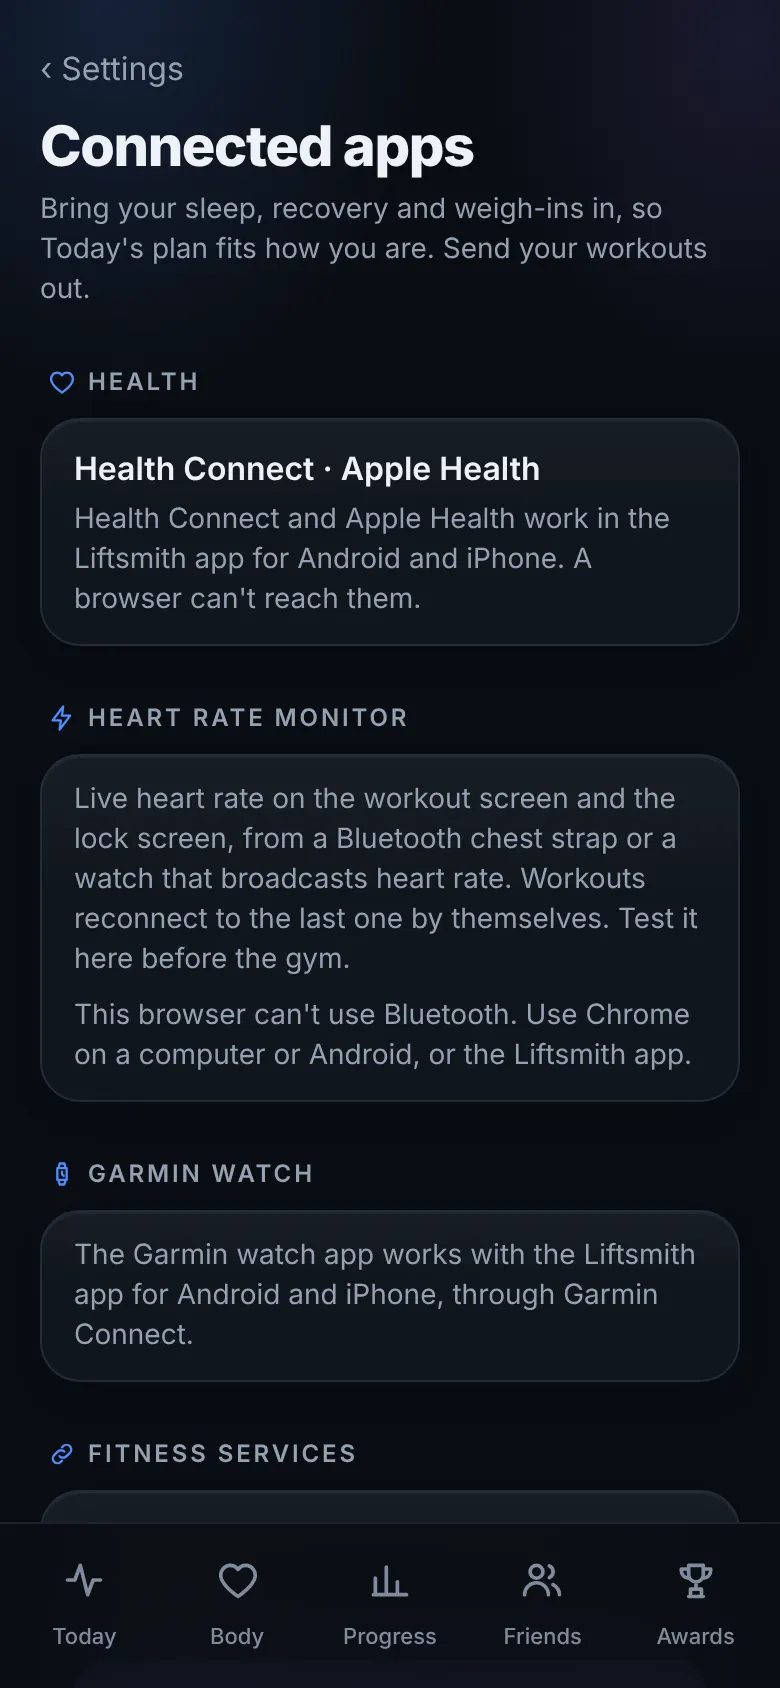 ‹ Settings
Connected apps
Bring your sleep, recovery and weigh-ins in, so
Today's plan fits how you are. Send your workouts
out.
HEALTH
Health Connect · Apple Health
Health Connect and Apple Health work in the
Liftsmith app for Android and iPhone. A
browser can't reach them.
HEART RATE MONITOR
Live heart rate on the workout screen and the
lock screen, from a Bluetooth chest strap or a
watch that broadcasts heart rate. Workouts
reconnect to the last one by themselves. Test it
here before the gym.
This browser can't use Bluetooth. Use Chrome
on a computer or Android, or the Liftsmith app.
GARMIN WATCH
The Garmin watch app works with the Liftsmith
app for Android and iPhone, through Garmin
Connect.
FITNESS SERVICES
Today
Body
Progress
Friends
Awards